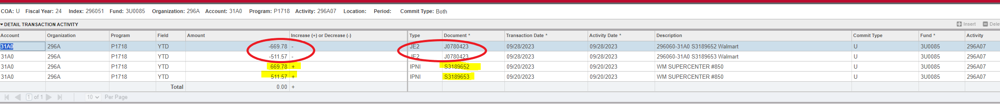 COA: U Fiscal Year: 24 Index: 296051 Fund: 3U0085 Organization: 296A Account: 31A0 Program: P1718 Activity: 296A07 Location: Period: Commit Type: Both
DETAIL TRANSACTION ACTIVITY Insert Dele
Account Organization Program Field Amount Increase (+) or Decrease (-) Type Document * Transaction Date * Activity Date * Description Commit Type Fund * Activity
31A0 296A P1718 YTD -669.78 - JE2 J0780423 09/28/2023 09/28/2023 296060-31A0 S3189652 Walmart U 3U0085 296A07
31A0 296A P1718 YTD -511.57 - JE2 J0780423 09/28/2023 09/28/2023 296060-31A0 S3189653 Walmart U 3U0085 296A07
31A0 296A P1718 YTD 669.78 + IPNI S3189652 09/20/2023 09/20/2023 WM SUPERCENTER #850 U 3U0085 296A07
31A0 296A P1718 YTD 511.57 + IPNI S3189653 09/20/2023 09/20/2023 WM SUPERCENTER #850 U 3U0085 296A07
Total 0.00 +
1 of 1 10 Per Page